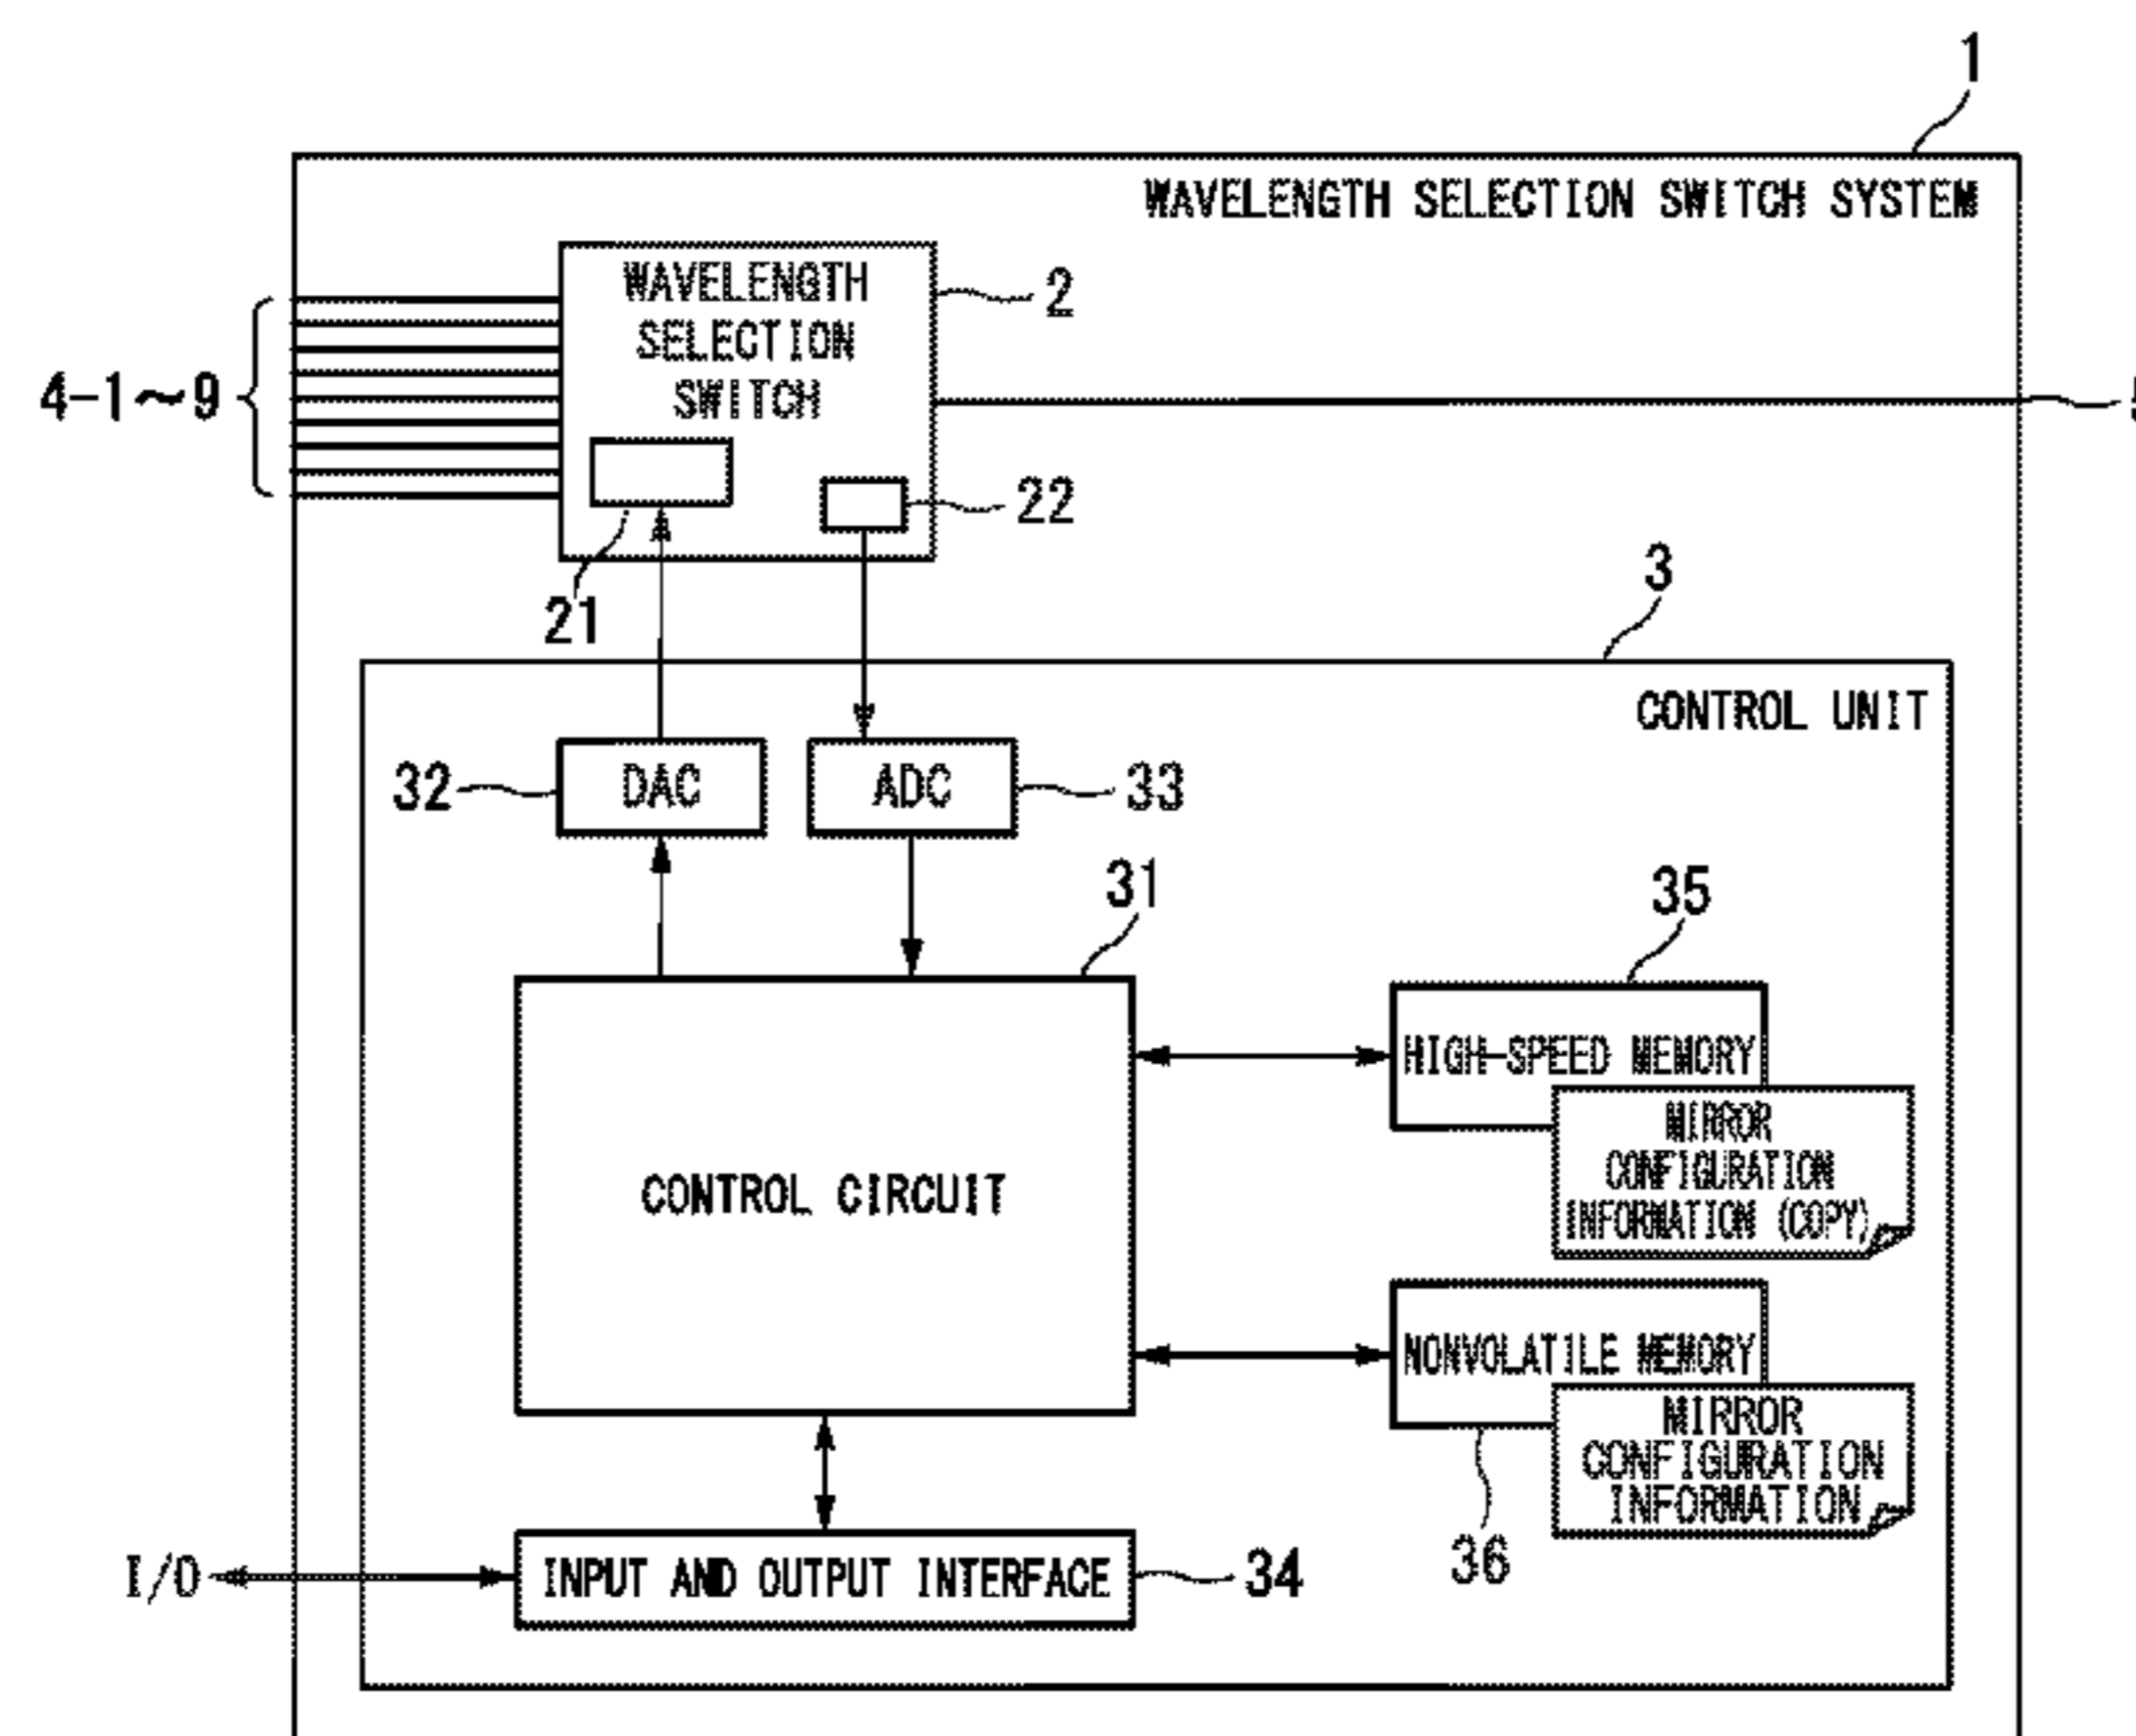 1
WAVELENGTH SELECTION SWITCH SYSTEM
WAVELENGTH
SELECTION
SWITCH
2
4-1～9
22
21
3
CONTROL UNIT
32
DAC
ADC
33
31
35
HIGH-SPEED MEMORY
MIRROR
CONFIGURATION
INFORMATION (COPY)
CONTROL CIRCUIT
NONVOLATILE MEMORY
MIRROR
CONFIGURATION
INFORMATION
36
I/O
INPUT AND OUTPUT INTERFACE
34